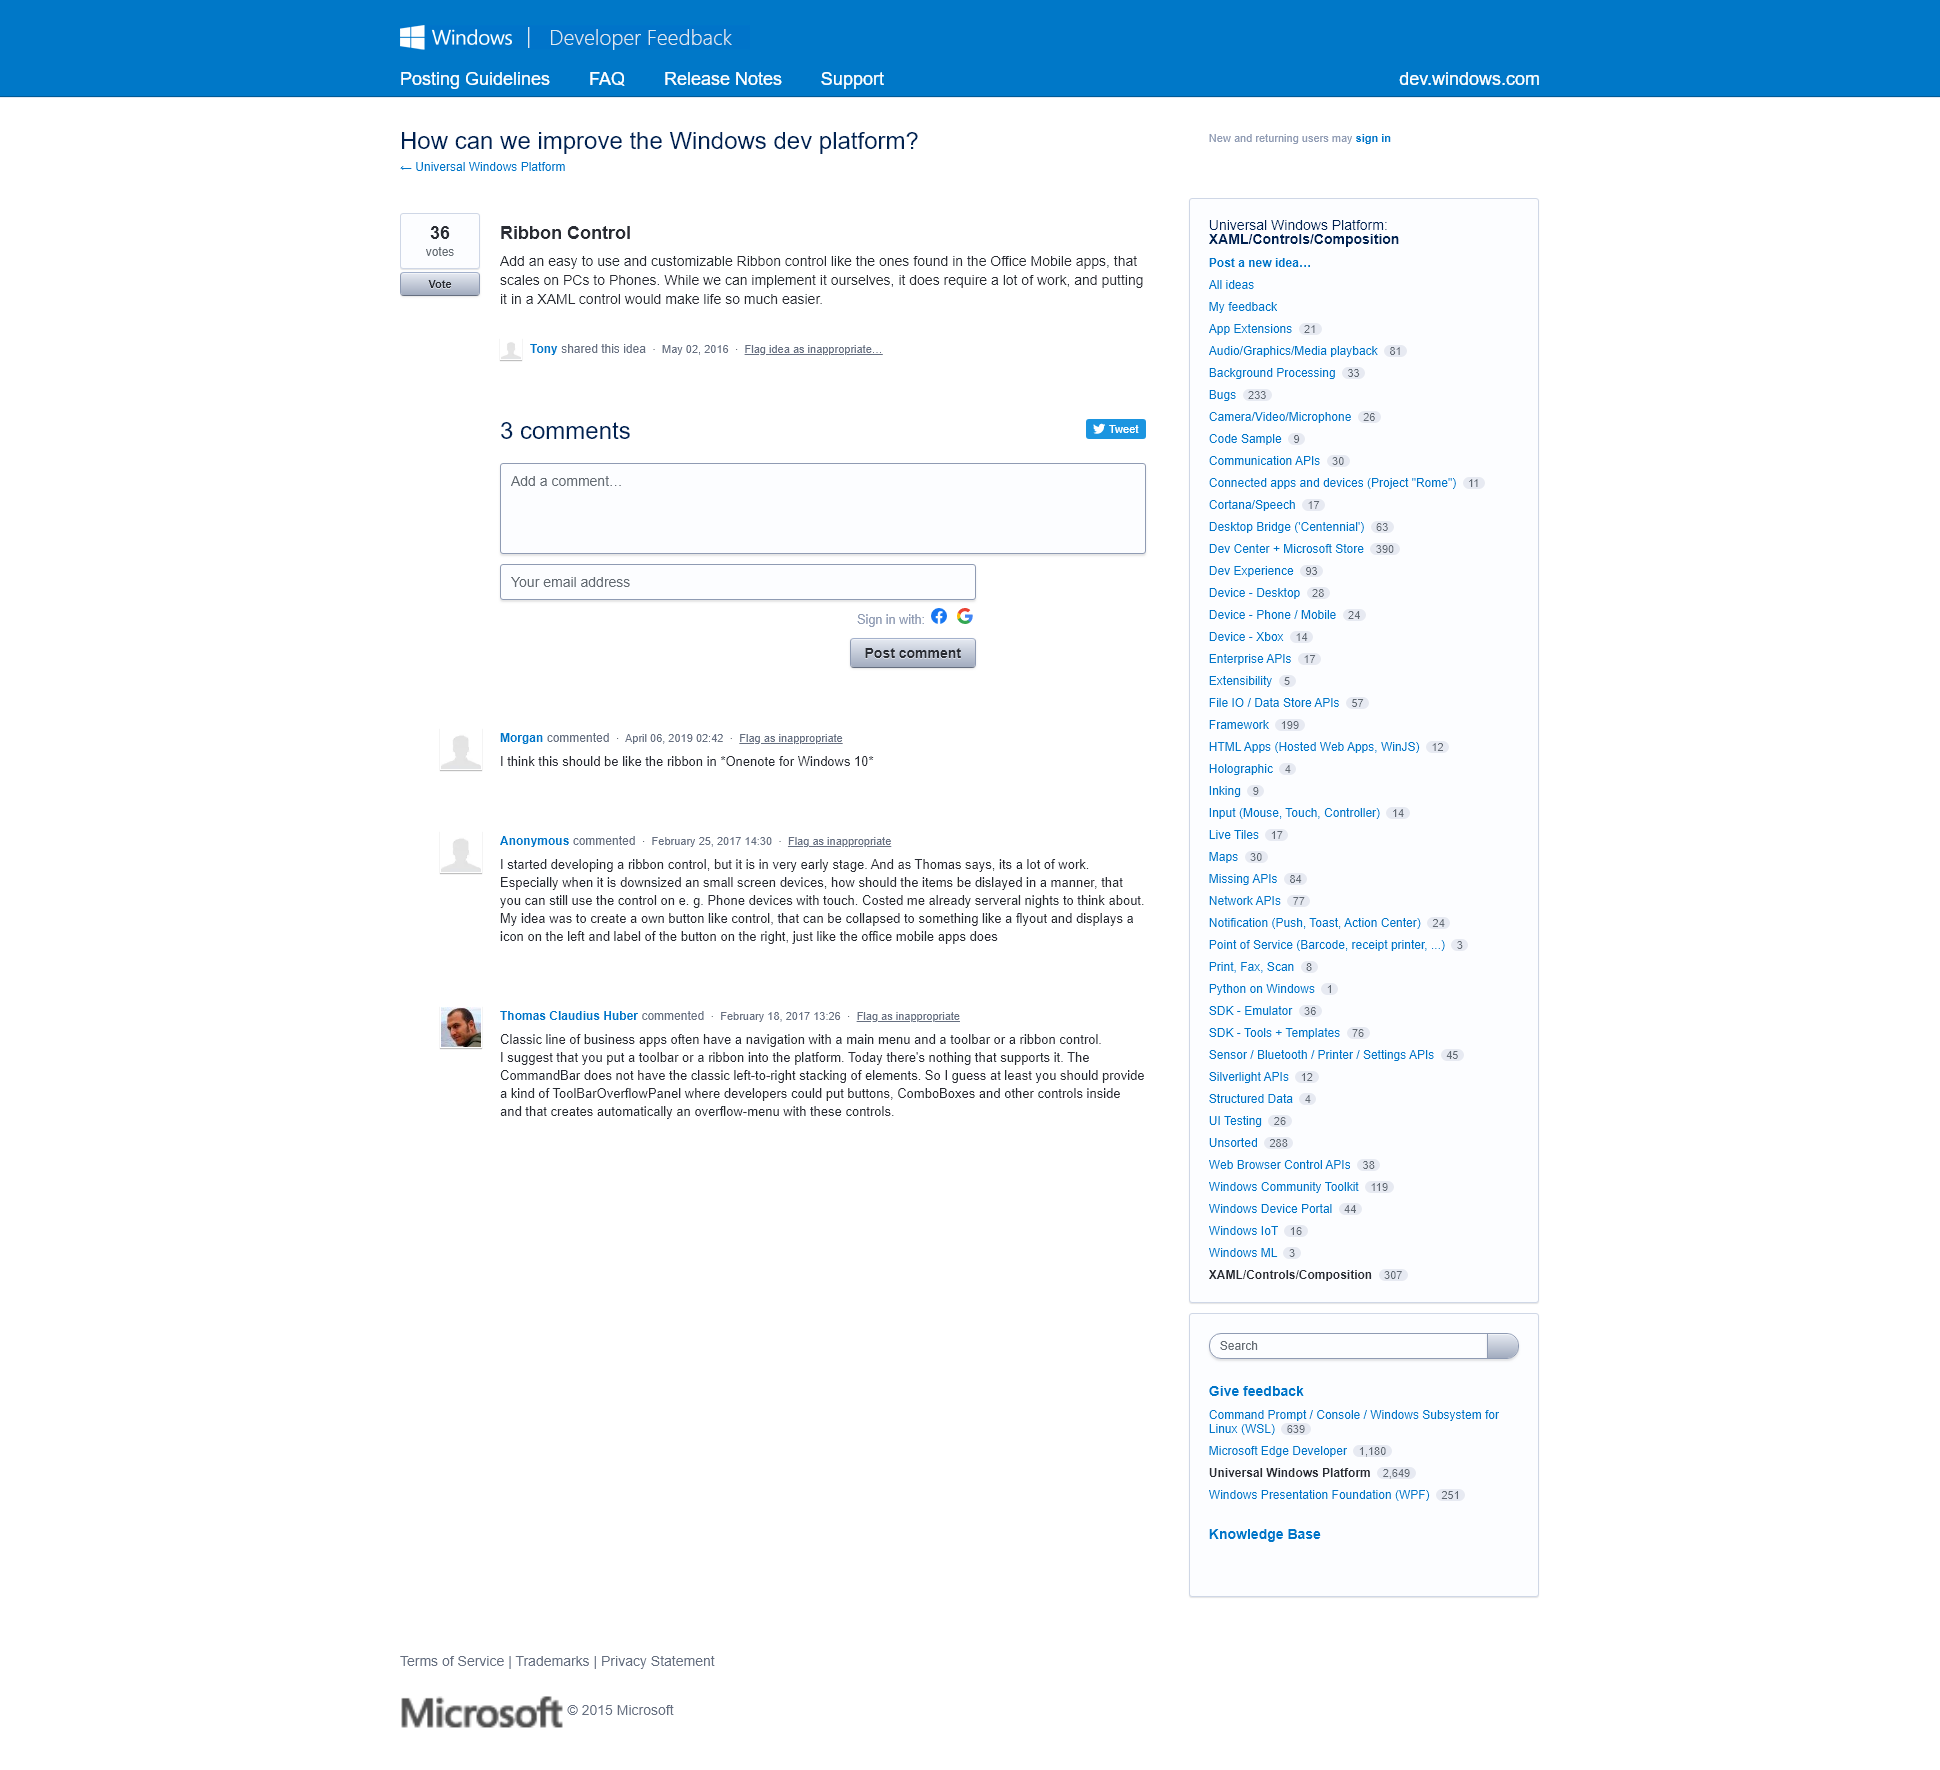 Windows | Developer Feedback
Posting Guidelines FAQ Release Notes Support dev.windows.com
How can we improve the Windows dev platform?
← Universal Windows Platform
New and returning users may sign in
36
votes
Vote
Ribbon Control
Add an easy to use and customizable Ribbon control like the ones found in the Office Mobile apps, that
scales on PCs to Phones. While we can implement it ourselves, it does require a lot of work, and putting
it in a XAML control would make life so much easier.
Tony shared this idea · May 02, 2016 · Flag idea as inappropriate…
3 comments
Tweet
Add a comment…
Your email address
Sign in with:
Post comment
Morgan commented · April 06, 2019 02:42 · Flag as inappropriate
I think this should be like the ribbon in *Onenote for Windows 10*
Anonymous commented · February 25, 2017 14:30 · Flag as inappropriate
I started developing a ribbon control, but it is in very early stage. And as Thomas says, its a lot of work.
Especially when it is downsized an small screen devices, how should the items be dislayed in a manner, that
you can still use the control on e. g. Phone devices with touch. Costed me already serveral nights to think about.
My idea was to create a own button like control, that can be collapsed to something like a flyout and displays a
icon on the left and label of the button on the right, just like the office mobile apps does
Thomas Claudius Huber commented · February 18, 2017 13:26 · Flag as inappropriate
Classic line of business apps often have a navigation with a main menu and a toolbar or a ribbon control.
I suggest that you put a toolbar or a ribbon into the platform. Today there's nothing that supports it. The
CommandBar does not have the classic left-to-right stacking of elements. So I guess at least you should provide
a kind of ToolBarOverflowPanel where developers could put buttons, ComboBoxes and other controls inside
and that creates automatically an overflow-menu with these controls.
Universal Windows Platform:
XAML/Controls/Composition
Post a new idea…
All ideas
My feedback
App Extensions 21
Audio/Graphics/Media playback 81
Background Processing 33
Bugs 233
Camera/Video/Microphone 26
Code Sample 9
Communication APIs 30
Connected apps and devices (Project "Rome") 11
Cortana/Speech 17
Desktop Bridge ('Centennial') 63
Dev Center + Microsoft Store 390
Dev Experience 93
Device - Desktop 28
Device - Phone / Mobile 24
Device - Xbox 14
Enterprise APIs 17
Extensibility 5
File IO / Data Store APIs 57
Framework 199
HTML Apps (Hosted Web Apps, WinJS) 12
Holographic 4
Inking 9
Input (Mouse, Touch, Controller) 14
Live Tiles 17
Maps 30
Missing APIs 84
Network APIs 77
Notification (Push, Toast, Action Center) 24
Point of Service (Barcode, receipt printer, ...) 3
Print, Fax, Scan 8
Python on Windows 1
SDK - Emulator 36
SDK - Tools + Templates 76
Sensor / Bluetooth / Printer / Settings APIs 45
Silverlight APIs 12
Structured Data 4
UI Testing 26
Unsorted 288
Web Browser Control APIs 38
Windows Community Toolkit 119
Windows Device Portal 44
Windows IoT 16
Windows ML 3
XAML/Controls/Composition 307
Search
Give feedback
Command Prompt / Console / Windows Subsystem for
Linux (WSL) 639
Microsoft Edge Developer 1,180
Universal Windows Platform 2,649
Windows Presentation Foundation (WPF) 251
Knowledge Base
Terms of Service | Trademarks | Privacy Statement
Microsoft © 2015 Microsoft